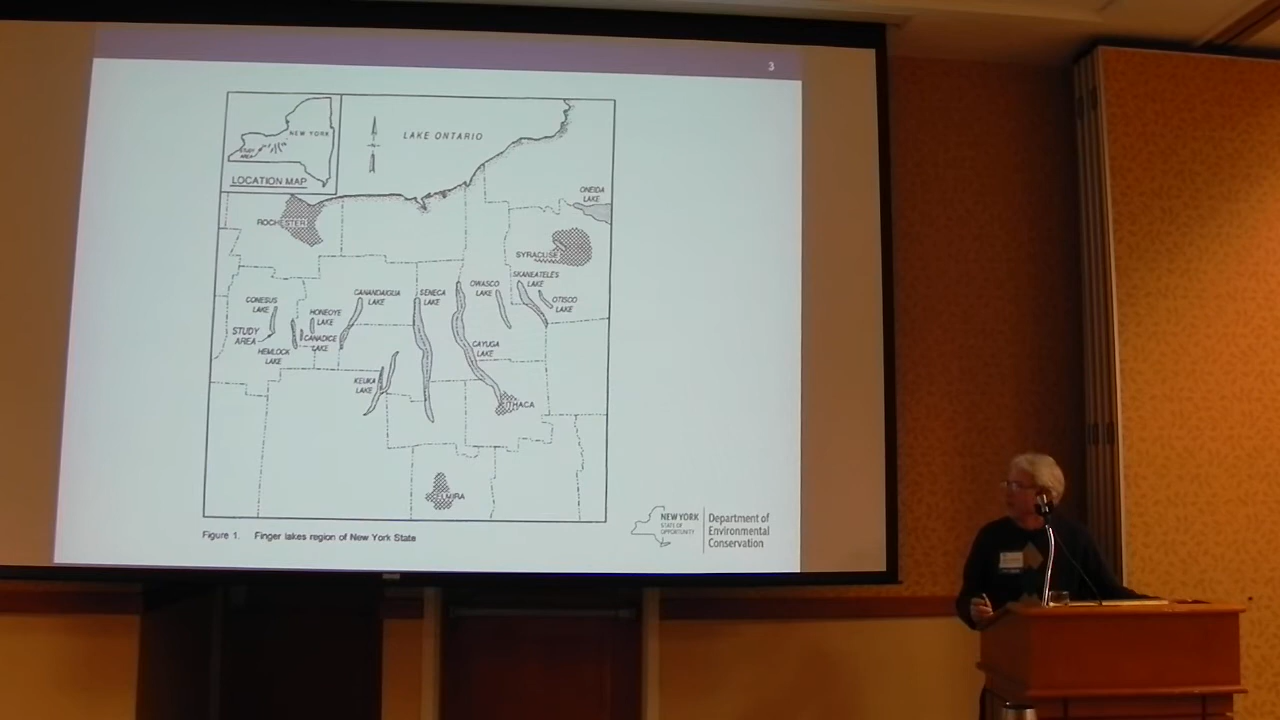 3
NEW YORK
STUDY
AREA
LOCATION MAP
LAKE ONTARIO
ONEIDA
LAKE
ROCHESTER
SYRACUSE
SKANEATELES
LAKE
OWASCO
LAKE
OTISCO
LAKE
CANANDAIGUA
LAKE
SENECA
LAKE
CONESUS
LAKE
HONEOYE
LAKE
STUDY
AREA
CANADICE
LAKE
HEMLOCK
LAKE
CAYUGA
LAKE
KEUKA
LAKE
ITHACA
ELMIRA
Figure 1. Finger lakes region of New York State
NEW YORK
STATE OF
OPPORTUNITY
Department of
Environmental
Conservation